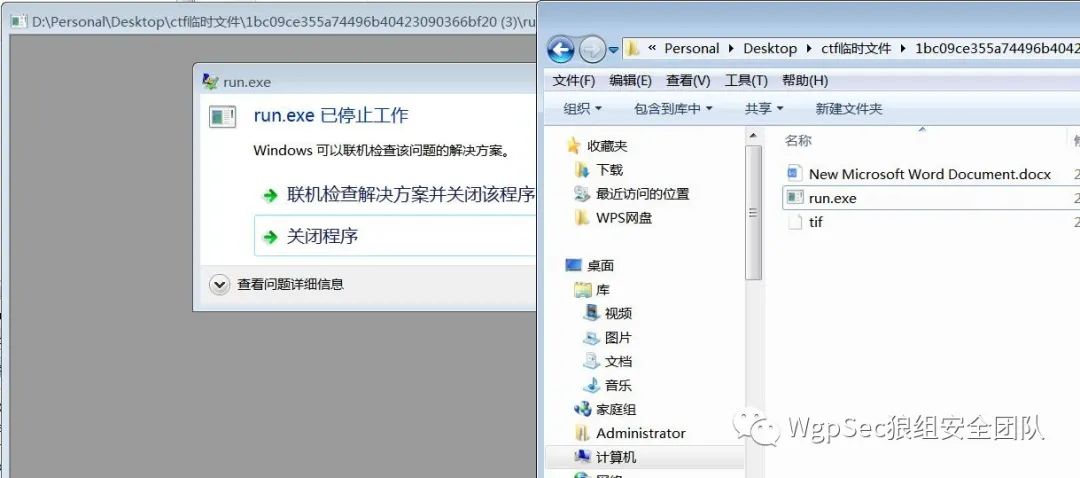 D:\Personal\Desktop\ctf临时文件\1bc09ce355a74496b40423090366bf20 (3)\ru
run.exe
run.exe 已停止工作
Windows 可以联机检查该问题的解决方案。
联机检查解决方案并关闭该程序
关闭程序
查看问题详细信息
« Personal Desktop ctf临时文件 1bc09ce355a74496b4042
文件(F) 编辑(E) 查看(V) 工具(T) 帮助(H)
组织 包含到库中 共享 新建文件夹
收藏夹
下载
最近访问的位置
WPS网盘
桌面
库
视频
图片
文档
音乐
家庭组
Administrator
计算机
名称
New Microsoft Word Document.docx 2
run.exe 2
tif 2
WgpSec狼组安全团队